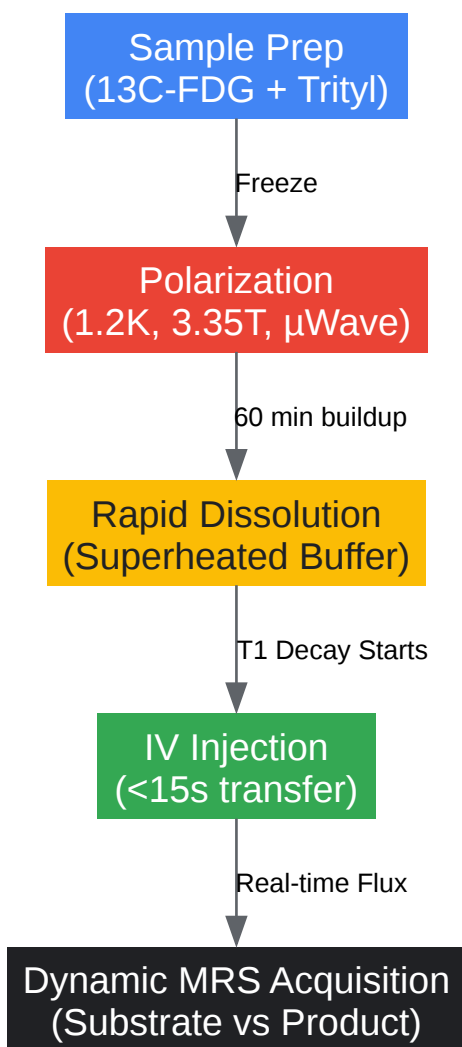 Sample Prep
(13C-FDG + Trityl)
Freeze
Polarization
(1.2K, 3.35T, µWave)
60 min buildup
Rapid Dissolution
(Superheated Buffer)
T1 Decay Starts
IV Injection
(<15s transfer)
Real-time Flux
Dynamic MRS Acquisition
(Substrate vs Product)